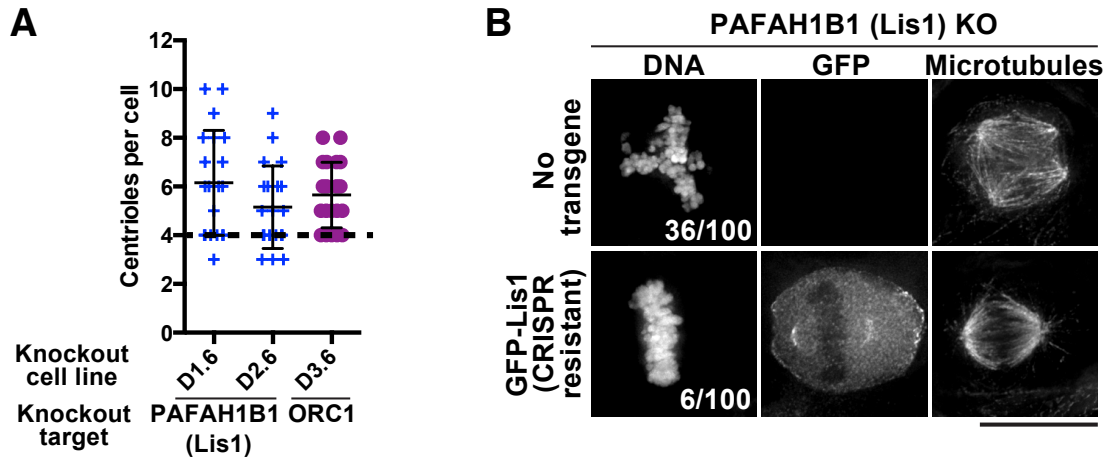 A
Centrioles per cell
12
10
8
6
4
2
0
Knockout
cell line
D1.6
D2.6
D3.6
Knockout
target
PAFAH1B1
(Lis1)
ORC1
B
PAFAH1B1 (Lis1) KO
DNA
GFP
Microtubules
No
transgene
36/100
GFP-Lis1
(CRISPR
resistant)
6/100